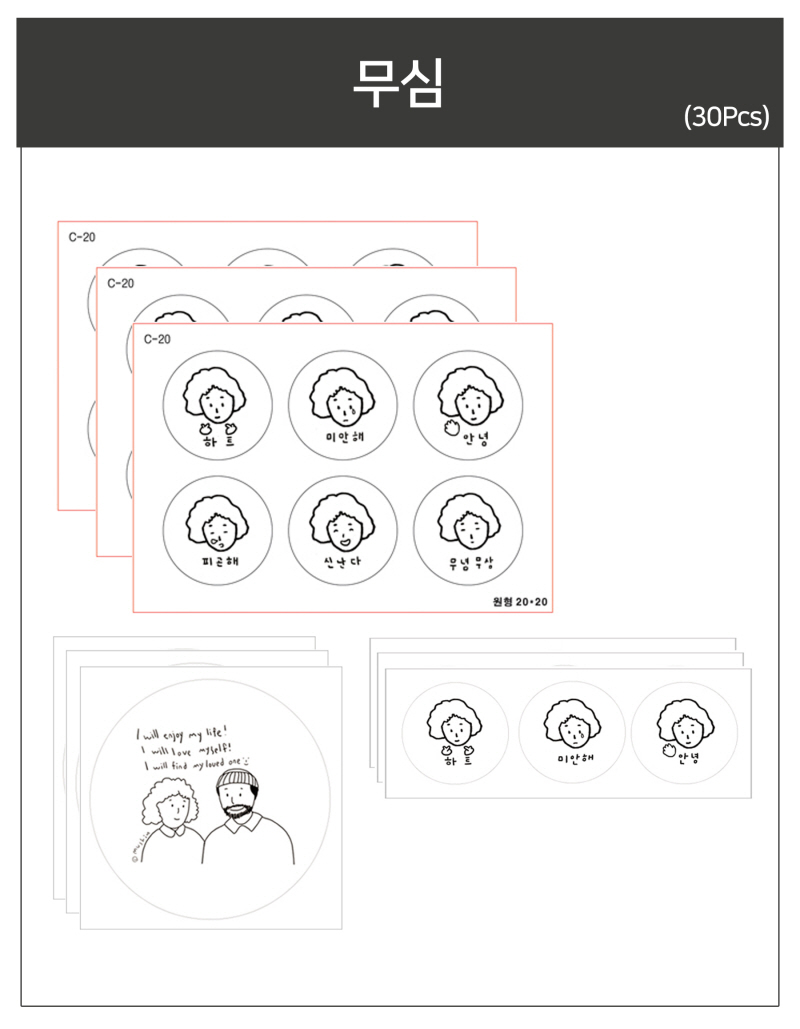 무심
(30Pcs)
C-20
C-20
C-20
하트
미안해
안녕
피곤해
신난다
무념무상
원형 20*20
I will enjoy my life!
I will love myself!
I will find my loved one
©mushim
하트
미안해
안녕